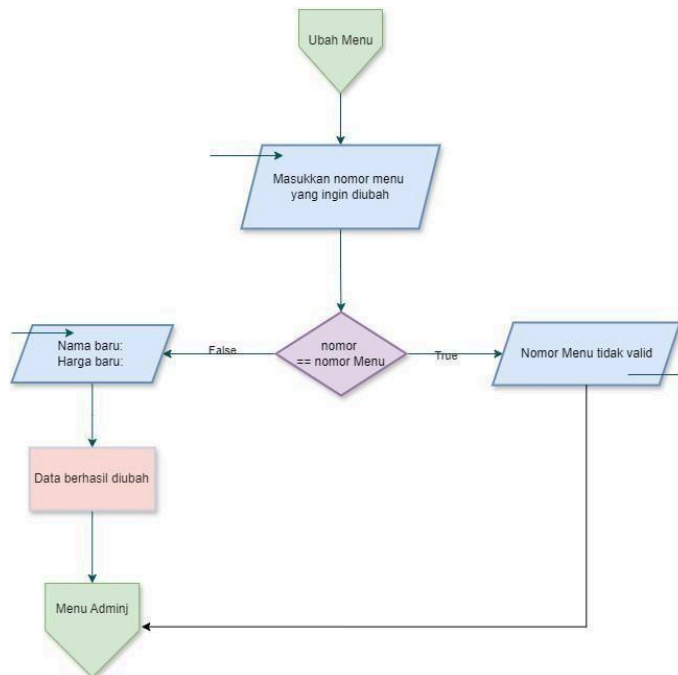 Ubah Menu
Masukkan nomor menu
yang ingin diubah
Nama baru:
Harga baru:
False
nomor
== nomor Menu
True
Nomor Menu tidak valid
Data berhasil diubah
Menu Adminj